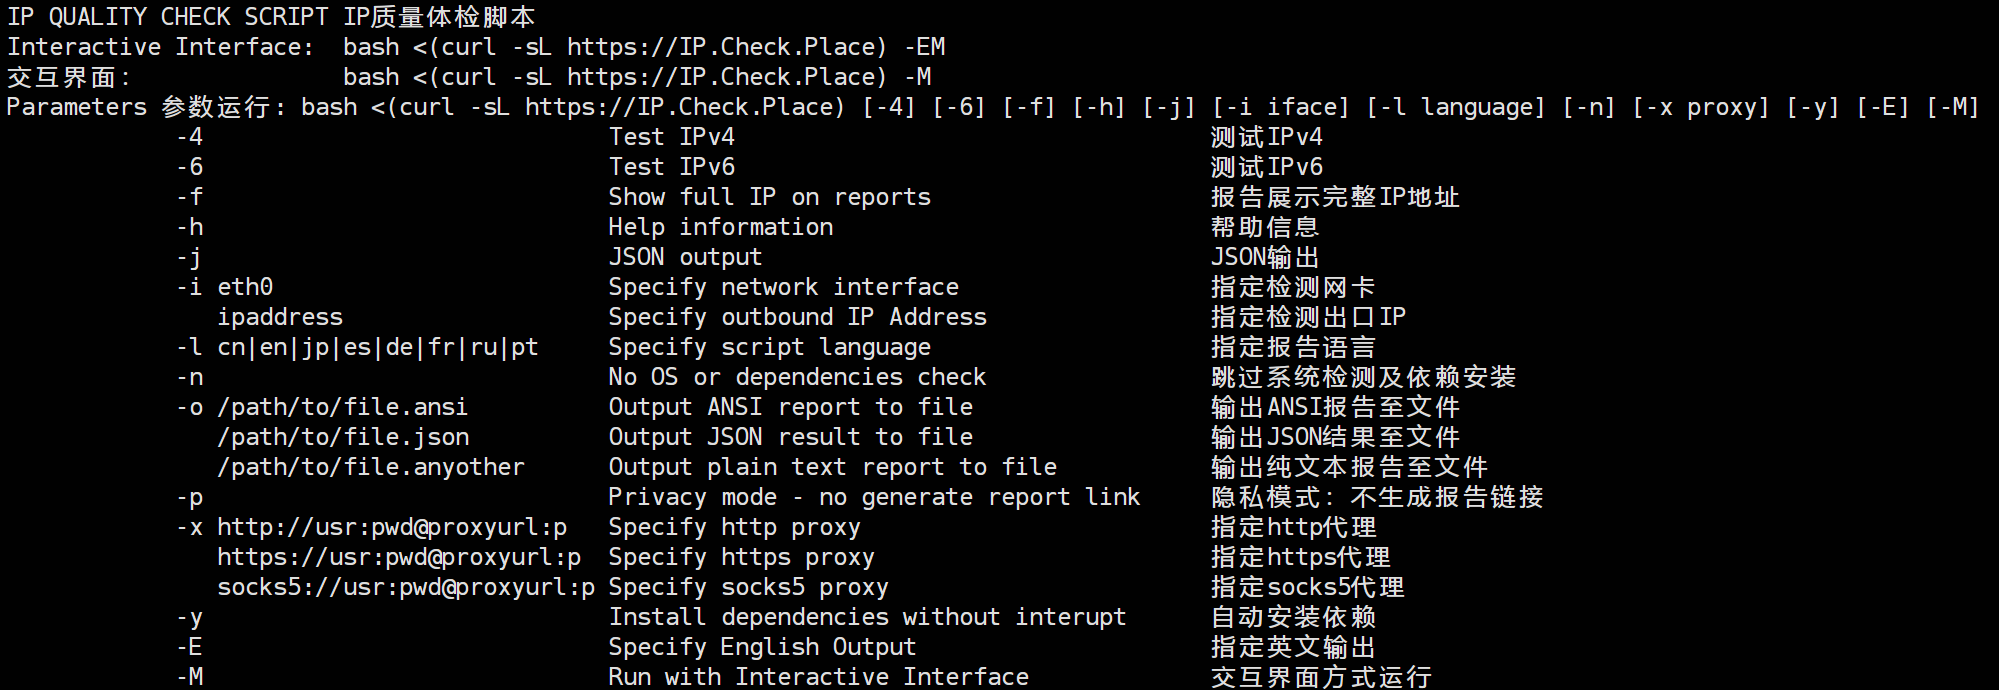 IP QUALITY CHECK SCRIPT IP质量体检脚本
Interactive Interface:  bash <(curl -sL https://IP.Check.Place) -EM
交互界面：              bash <(curl -sL https://IP.Check.Place) -M
Parameters 参数运行: bash <(curl -sL https://IP.Check.Place) [-4] [-6] [-f] [-h] [-j] [-i iface] [-l language] [-n] [-x proxy] [-y] [-E] [-M]
            -4                             Test IPv4                                  测试IPv4
            -6                             Test IPv6                                  测试IPv6
            -f                             Show full IP on reports                    报告展示完整IP地址
            -h                             Help information                           帮助信息
            -j                             JSON output                                JSON输出
            -i eth0                        Specify network interface                  指定检测网卡
               ipaddress                   Specify outbound IP Address                指定检测出口IP
            -l cn|en|jp|es|de|fr|ru|pt     Specify script language                    指定报告语言
            -n                             No OS or dependencies check                跳过系统检测及依赖安装
            -o /path/to/file.ansi          Output ANSI report to file                 输出ANSI报告至文件
               /path/to/file.json          Output JSON result to file                 输出JSON结果至文件
               /path/to/file.anyother      Output plain text report to file           输出纯文本报告至文件
            -p                             Privacy mode - no generate report link     隐私模式：不生成报告链接
            -x http://usr:pwd@proxyurl:p   Specify http proxy                         指定http代理
               https://usr:pwd@proxyurl:p  Specify https proxy                        指定https代理
               socks5://usr:pwd@proxyurl:p Specify socks5 proxy                       指定socks5代理
            -y                             Install dependencies without interupt      自动安装依赖
            -E                             Specify English Output                     指定英文输出
            -M                             Run with Interactive Interface             交互界面方式运行